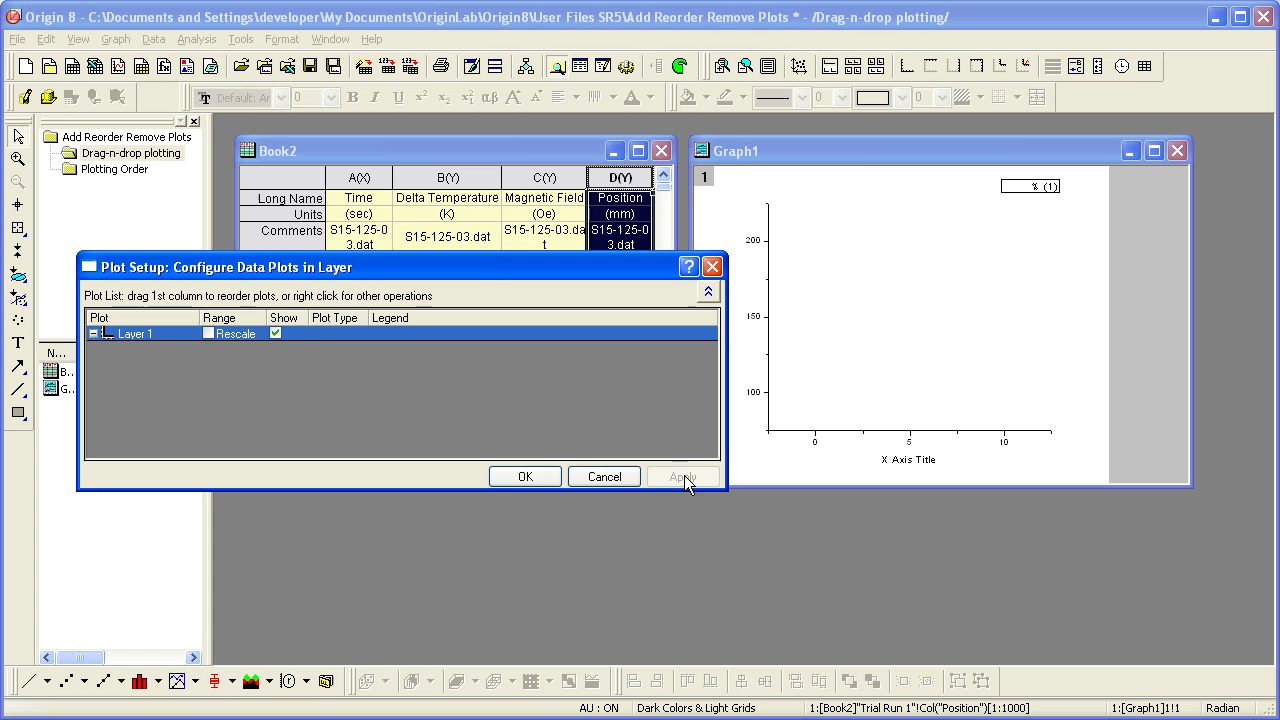 Origin 8 - C:\Documents and Settings\developer\My Documents\OriginLab\Origin8\User Files SR5\Add Reorder Remove Plots * - /Drag-n-drop plotting/
File Edit View Graph Data Analysis Tools Format Window Help
Default: Ar 0 B I U x² x₂ αβ A A A 0 0
Add Reorder Remove Plots
Drag-n-drop plotting
Plotting Order
N...
B..
G..
Book2
A(X) B(Y) C(Y) D(Y)
Long Name Time Delta Temperature Magnetic Field Position
Units (sec) (K) (Oe) (mm)
Comments S15-125-03.dat S15-125-03.dat S15-125-03.dat S15-125-03.dat
Graph1
1
% (1)
200
150
100
0 5 10
X Axis Title
Plot Setup: Configure Data Plots in Layer
Plot List: drag 1st column to reorder plots, or right click for other operations
Plot Range Show Plot Type Legend
Layer 1 Rescale
OK Cancel Apply
AU : ON Dark Colors & Light Grids 1:[Book2]"Trial Run 1"!Col("Position")[1:1000] 1:[Graph1]1!1 Radian